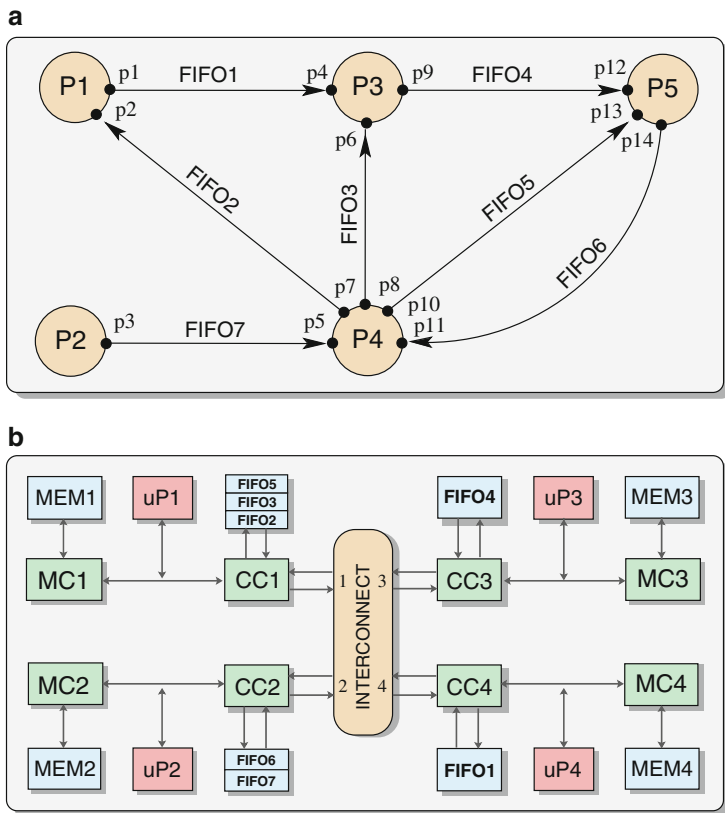 a
P1
p1
FIFO1
p4
P3
p9
FIFO4
p12
P5
p2
p6
p13
p14
FIFO2
FIFO3
FIFO5
FIFO6
p7
p8
p10
P2
p3
FIFO7
p5
P4
p11
b
MEM1
uP1
FIFO5
FIFO3
FIFO2
FIFO4
uP3
MEM3
MC1
CC1
1
INTERCONNECT
3
CC3
MC3
MC2
CC2
2
4
CC4
MC4
MEM2
uP2
FIFO6
FIFO7
FIFO1
uP4
MEM4